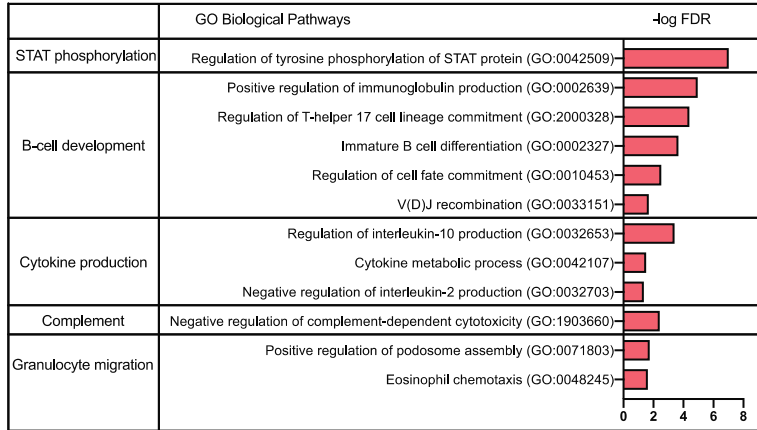 GO Biological Pathways -log FDR
STAT phosphorylation Regulation of tyrosine phosphorylation of STAT protein (GO:0042509)
Positive regulation of immunoglobulin production (GO:0002639)
Regulation of T-helper 17 cell lineage commitment (GO:2000328)
B-cell development Immature B cell differentiation (GO:0002327)
Regulation of cell fate commitment (GO:0010453)
V(D)J recombination (GO:0033151)
Regulation of interleukin-10 production (GO:0032653)
Cytokine production Cytokine metabolic process (GO:0042107)
Negative regulation of interleukin-2 production (GO:0032703)
Complement Negative regulation of complement-dependent cytotoxicity (GO:1903660)
Positive regulation of podosome assembly (GO:0071803)
Granulocyte migration
Eosinophil chemotaxis (GO:0048245)
0 2 4 6 8